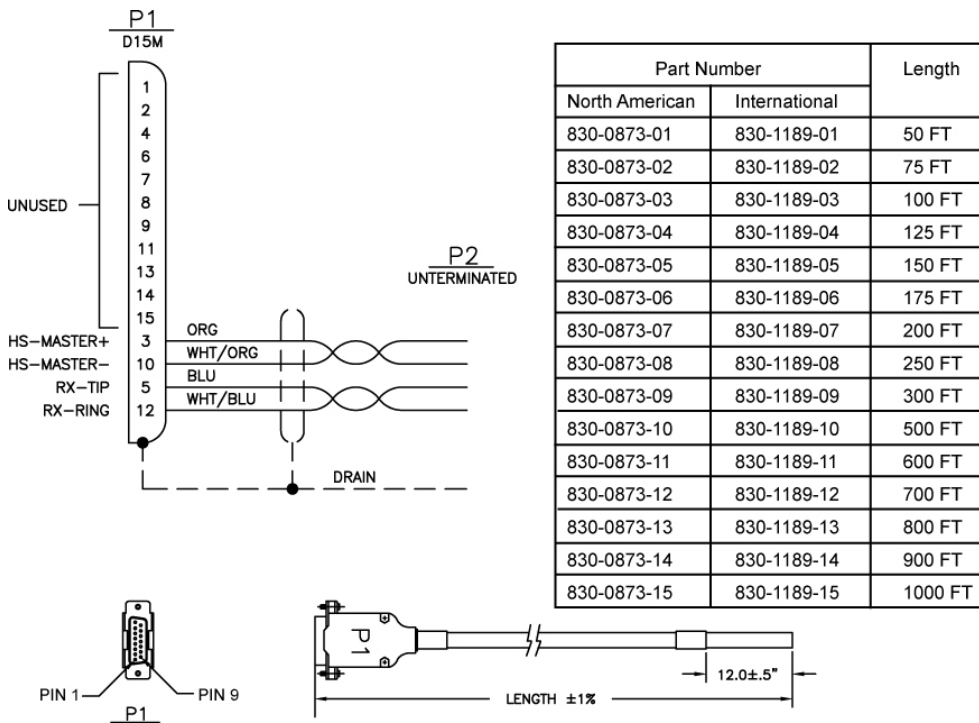 P1
D15M
1
2
4
6
7
8
9
11
13
14
15
3
10
5
12
UNUSED
HS-MASTER+
HS-MASTER-
RX-TIP
RX-RING
ORG
WHT/ORG
BLU
WHT/BLU
DRAIN
P2
UNTERMINATED
Part Number Length
North American International
830-0873-01 830-1189-01 50 FT
830-0873-02 830-1189-02 75 FT
830-0873-03 830-1189-03 100 FT
830-0873-04 830-1189-04 125 FT
830-0873-05 830-1189-05 150 FT
830-0873-06 830-1189-06 175 FT
830-0873-07 830-1189-07 200 FT
830-0873-08 830-1189-08 250 FT
830-0873-09 830-1189-09 300 FT
830-0873-10 830-1189-10 500 FT
830-0873-11 830-1189-11 600 FT
830-0873-12 830-1189-12 700 FT
830-0873-13 830-1189-13 800 FT
830-0873-14 830-1189-14 900 FT
830-0873-15 830-1189-15 1000 FT
PIN 1
PIN 9
P1
P1
12.0±.5"
LENGTH ±1%